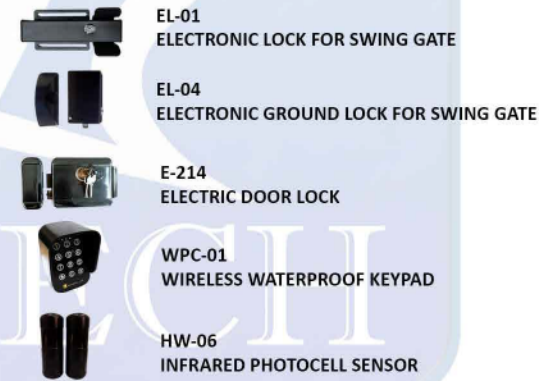 EL-01
ELECTRONIC LOCK FOR SWING GATE
EL-04
ELECTRONIC GROUND LOCK FOR SWING GATE
E-214
ELECTRIC DOOR LOCK
WPC-01
WIRELESS WATERPROOF KEYPAD
HW-06
INFRARED PHOTOCELL SENSOR
ECH